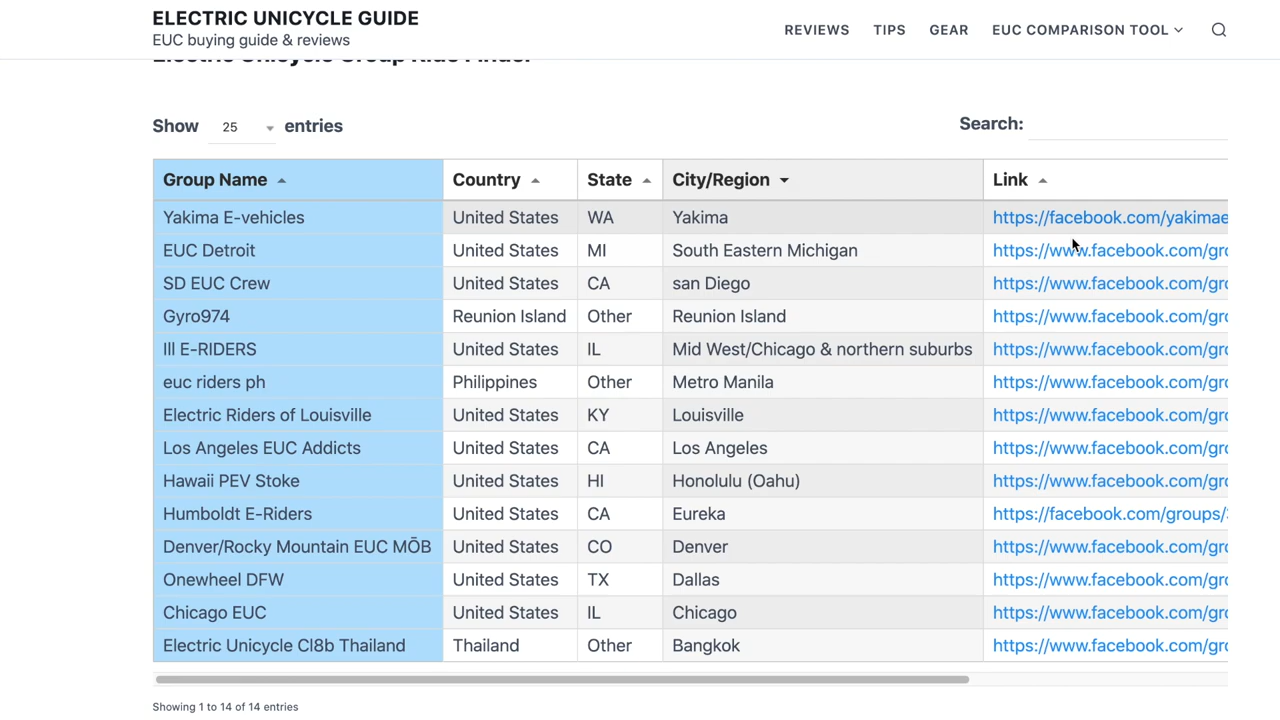 ELECTRIC UNICYCLE GUIDE
EUC buying guide & reviews
REVIEWS TIPS GEAR EUC COMPARISON TOOL
Electric Unicycle Group Ride Finder
Show 25 entries Search:
Group Name Country State City/Region Link
Yakima E-vehicles United States WA Yakima https://facebook.com/yakimae
EUC Detroit United States MI South Eastern Michigan https://www.facebook.com/gro
SD EUC Crew United States CA san Diego https://www.facebook.com/gro
Gyro974 Reunion Island Other Reunion Island https://www.facebook.com/gro
Ill E-RIDERS United States IL Mid West/Chicago & northern suburbs https://www.facebook.com/gro
euc riders ph Philippines Other Metro Manila https://www.facebook.com/gro
Electric Riders of Louisville United States KY Louisville https://www.facebook.com/gro
Los Angeles EUC Addicts United States CA Los Angeles https://www.facebook.com/gro
Hawaii PEV Stoke United States HI Honolulu (Oahu) https://www.facebook.com/gro
Humboldt E-Riders United States CA Eureka https://facebook.com/groups/
Denver/Rocky Mountain EUC MŌB United States CO Denver https://www.facebook.com/gro
Onewheel DFW United States TX Dallas https://www.facebook.com/gro
Chicago EUC United States IL Chicago https://www.facebook.com/gro
Electric Unicycle Cl8b Thailand Thailand Other Bangkok https://www.facebook.com/gro
Showing 1 to 14 of 14 entries